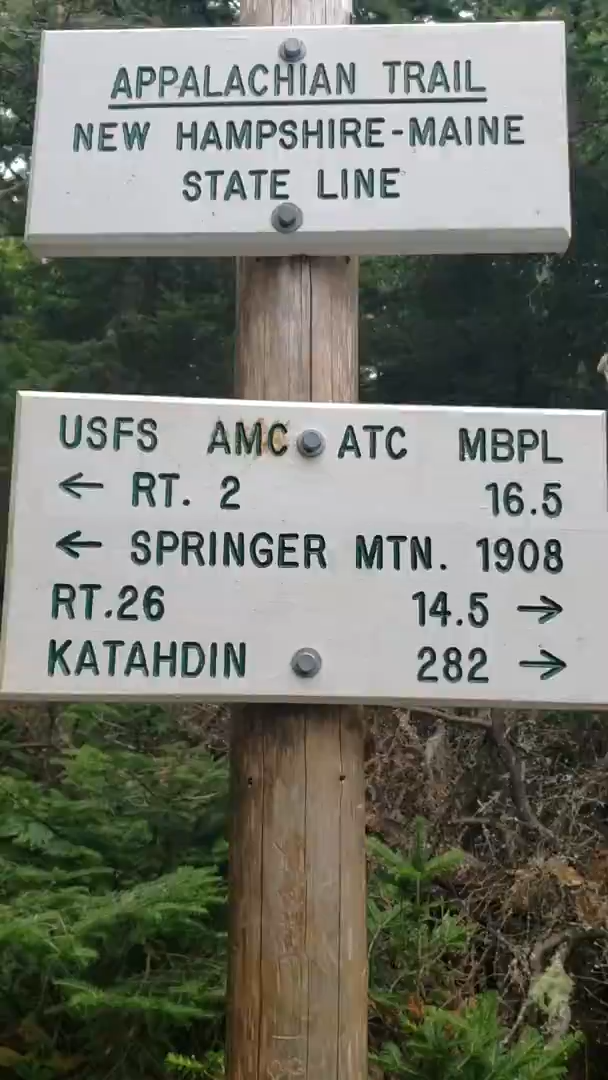 APPALACHIAN TRAIL
NEW HAMPSHIRE-MAINE
STATE LINE
USFS AMC ATC MBPL
← RT. 2 16.5
← SPRINGER MTN. 1908
RT.26 14.5 →
KATAHDIN 282 →